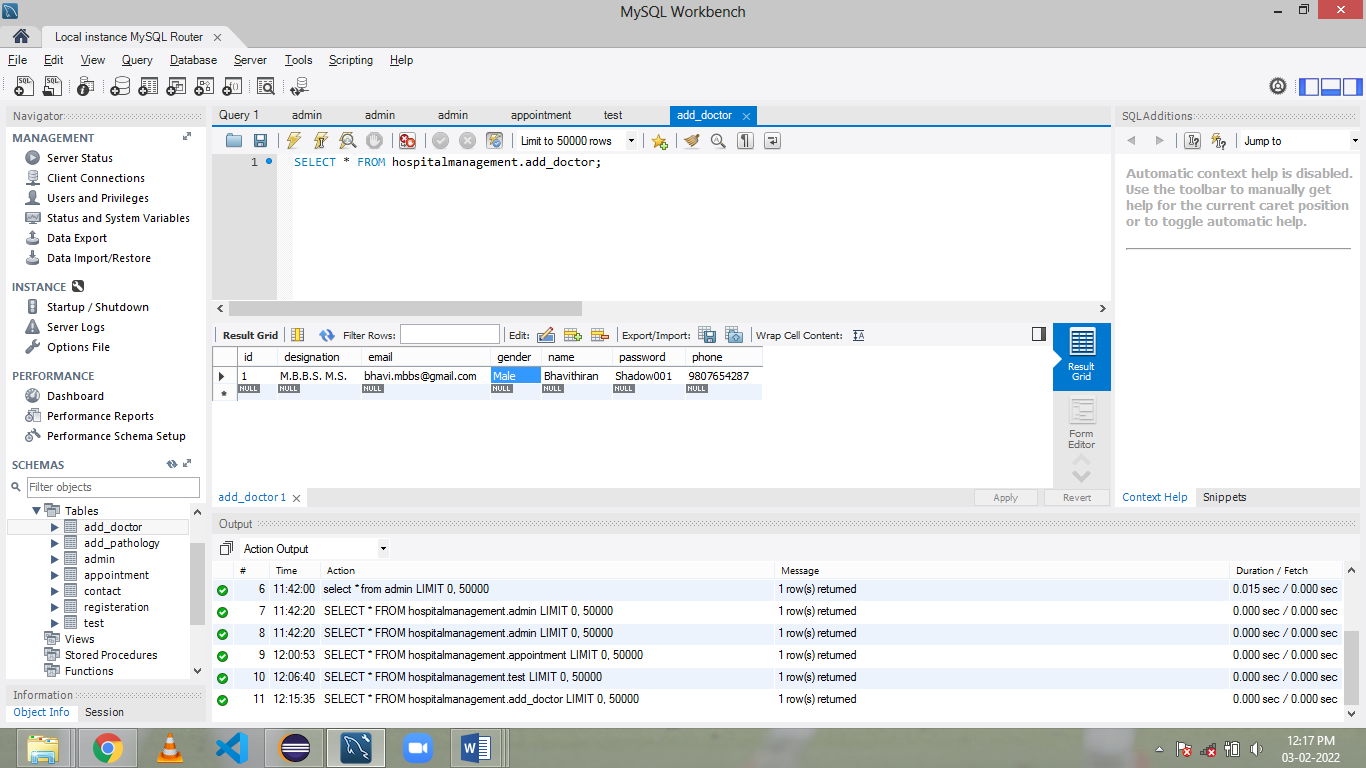 MySQL Workbench
Local instance MySQL Router
File Edit View Query Database Server Tools Scripting Help
Navigator
MANAGEMENT
Server Status
Client Connections
Users and Privileges
Status and System Variables
Data Export
Data Import/Restore
INSTANCE
Startup / Shutdown
Server Logs
Options File
PERFORMANCE
Dashboard
Performance Reports
Performance Schema Setup
SCHEMAS
Filter objects
Tables
add_doctor
add_pathology
admin
appointment
contact
registeration
test
Views
Stored Procedures
Functions
Information
Object Info Session
Query 1 admin admin admin appointment test add_doctor
Limit to 50000 rows
1 SELECT * FROM hospitalmanagement.add_doctor;
Result Grid Filter Rows: Edit: Export/Import: Wrap Cell Content:
id designation email gender name password phone
1 M.B.B.S. M.S. bhavi.mbbs@gmail.com Male Bhavithiran Shadow001 9807654287
NULL NULL NULL NULL NULL NULL NULL
Result
Grid
Form
Editor
add_doctor 1 Apply Revert
SQLAdditions
Jump to
Automatic context help is disabled.
Use the toolbar to manually get
help for the current caret position
or to toggle automatic help.
Context Help Snippets
Output
Action Output
# Time Action Message Duration / Fetch
6 11:42:00 select * from admin LIMIT 0, 50000 1 row(s) returned 0.015 sec / 0.000 sec
7 11:42:20 SELECT * FROM hospitalmanagement.admin LIMIT 0, 50000 1 row(s) returned 0.000 sec / 0.000 sec
8 11:42:20 SELECT * FROM hospitalmanagement.admin LIMIT 0, 50000 1 row(s) returned 0.000 sec / 0.000 sec
9 12:00:53 SELECT * FROM hospitalmanagement.appointment LIMIT 0, 50000 1 row(s) returned 0.000 sec / 0.000 sec
10 12:06:40 SELECT * FROM hospitalmanagement.test LIMIT 0, 50000 1 row(s) returned 0.000 sec / 0.000 sec
11 12:15:35 SELECT * FROM hospitalmanagement.add_doctor LIMIT 0, 50000 1 row(s) returned 0.000 sec / 0.000 sec
12:17 PM
03-02-2022